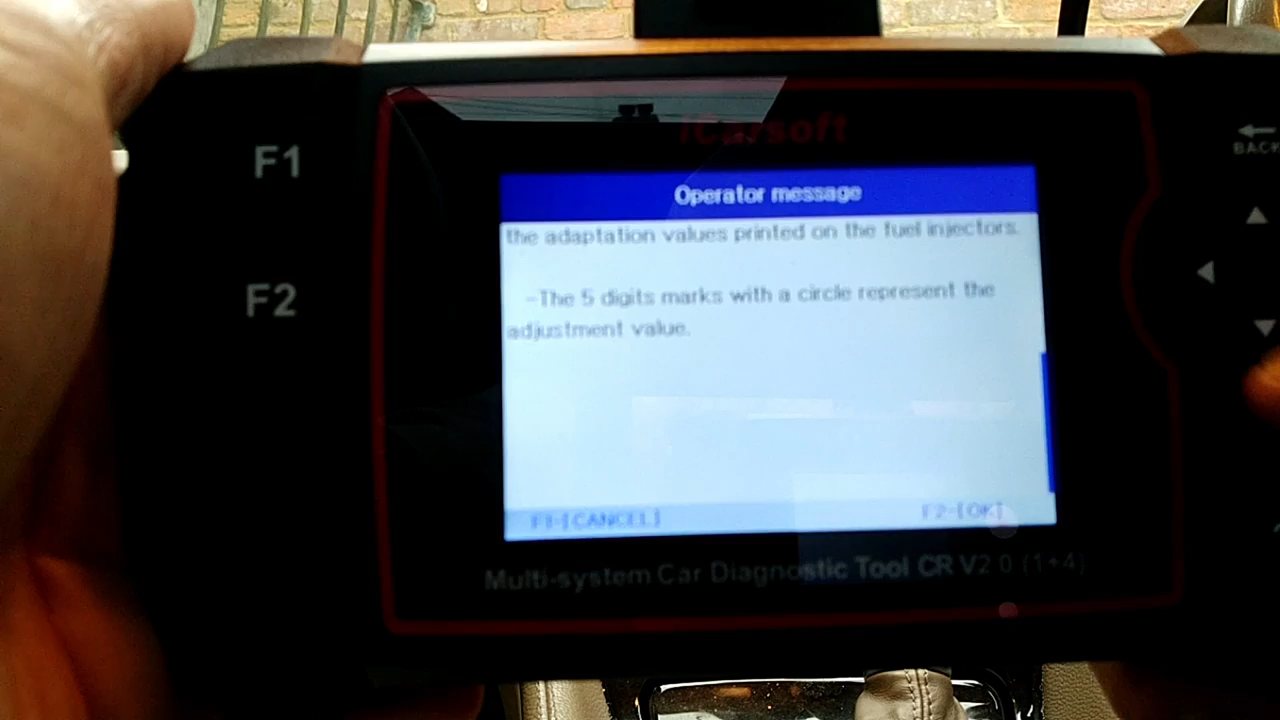 iCarsoft
F1
BACK
Operator message
the adaptation values printed on the fuel injectors.
-The 5 digits marks with a circle represent the
F2
adjustment value.
F1-[CANCEL]
F2-[OK]
Multi-system Car Diagnostic Tool CR V2.0 (1+4)